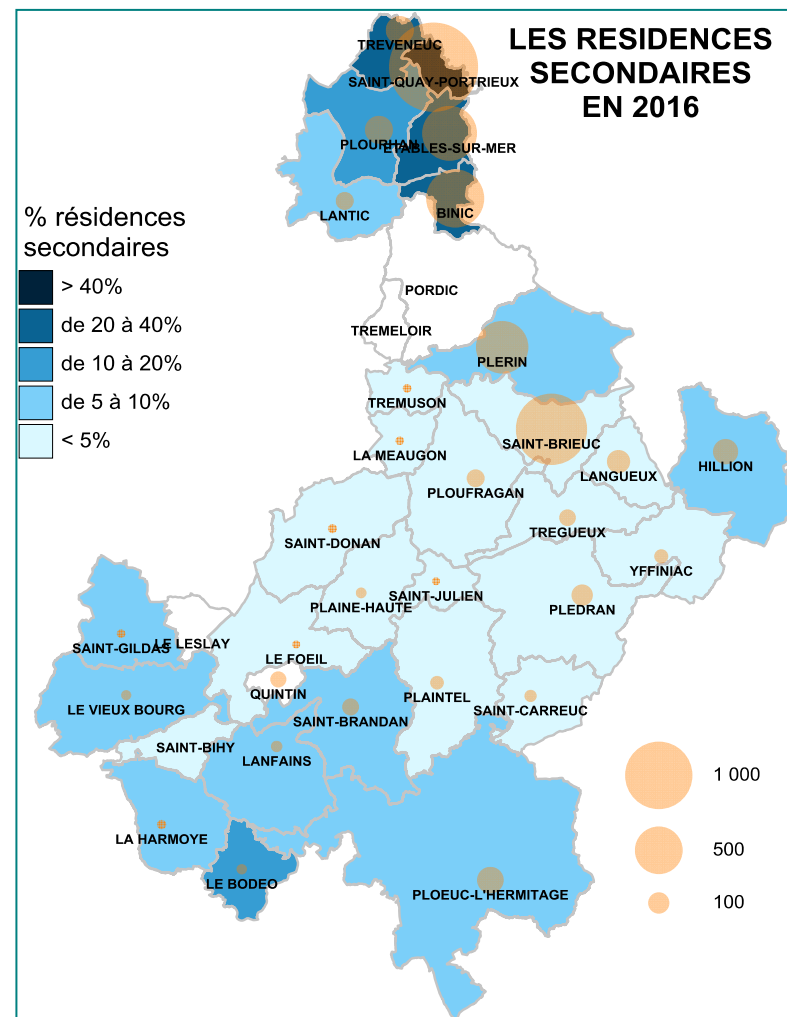 LES RESIDENCES
SECONDAIRES
EN 2016
TREVENEUC
SAINT-QUAY-PORTRIEUX
PLOURHAN
ETABLES-SUR-MER
LANTIC
BINIC
% résidences
secondaires
> 40%
de 20 à 40%
de 10 à 20%
de 5 à 10%
< 5%
PORDIC
TREMELOIR
PLERIN
TREMUSON
SAINT-BRIEUC
LA MEAUGON
HILLION
LANGUEUX
PLOUFRAGAN
TREGUEUX
SAINT-DONAN
YFFINIAC
SAINT-JULIEN
PLAINE-HAUTE
PLEDRAN
SAINT-GILDAS
LE LESLAY
LE FOEIL
QUINTIN
PLAINTEL
SAINT-CARREUC
LE VIEUX BOURG
SAINT-BRANDAN
SAINT-BIHY
LANFAINS
LA HARMOYE
LE BODEO
PLOEUC-L'HERMITAGE
1 000
500
100